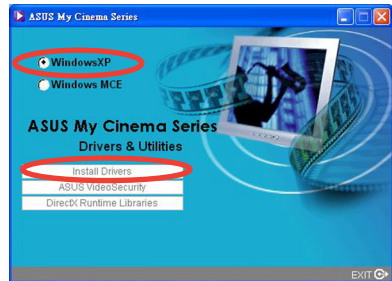 ASUS My Cinema Series
WindowsXP
Windows MCE
ASUS My Cinema Series
Drivers & Utilities
Install Drivers
ASUS VideoSecurity
DirectX Runtime Libraries
EXIT